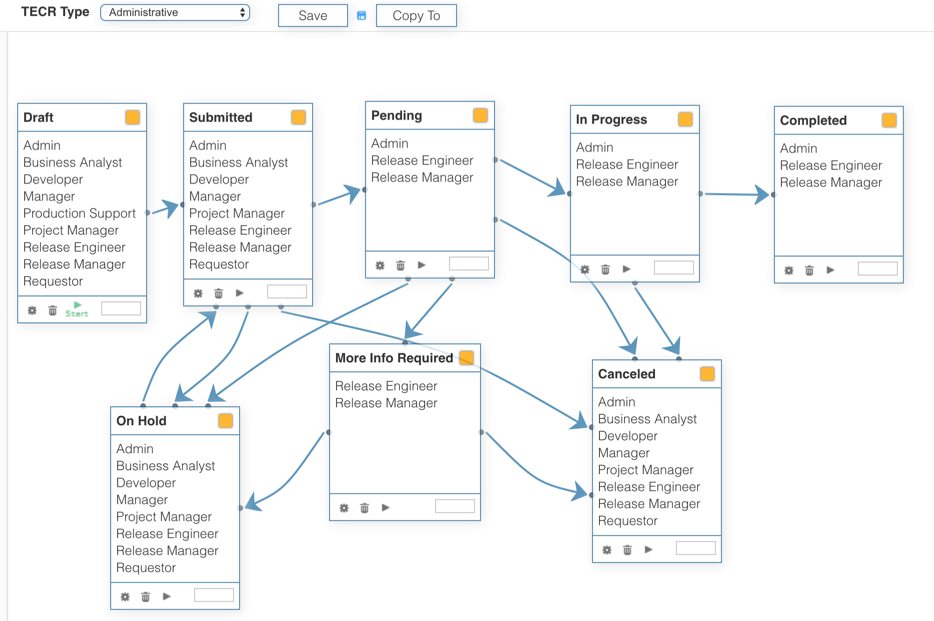 TECR Type Administrative Save Copy To
Draft
Admin
Business Analyst
Developer
Manager
Production Support
Project Manager
Release Engineer
Release Manager
Requestor
Start
Submitted
Admin
Business Analyst
Developer
Manager
Project Manager
Release Engineer
Release Manager
Requestor
Pending
Admin
Release Engineer
Release Manager
In Progress
Admin
Release Engineer
Release Manager
Completed
Admin
Release Engineer
Release Manager
On Hold
Admin
Business Analyst
Developer
Manager
Project Manager
Release Engineer
Release Manager
Requestor
More Info Required
Release Engineer
Release Manager
Canceled
Admin
Business Analyst
Developer
Manager
Project Manager
Release Engineer
Release Manager
Requestor